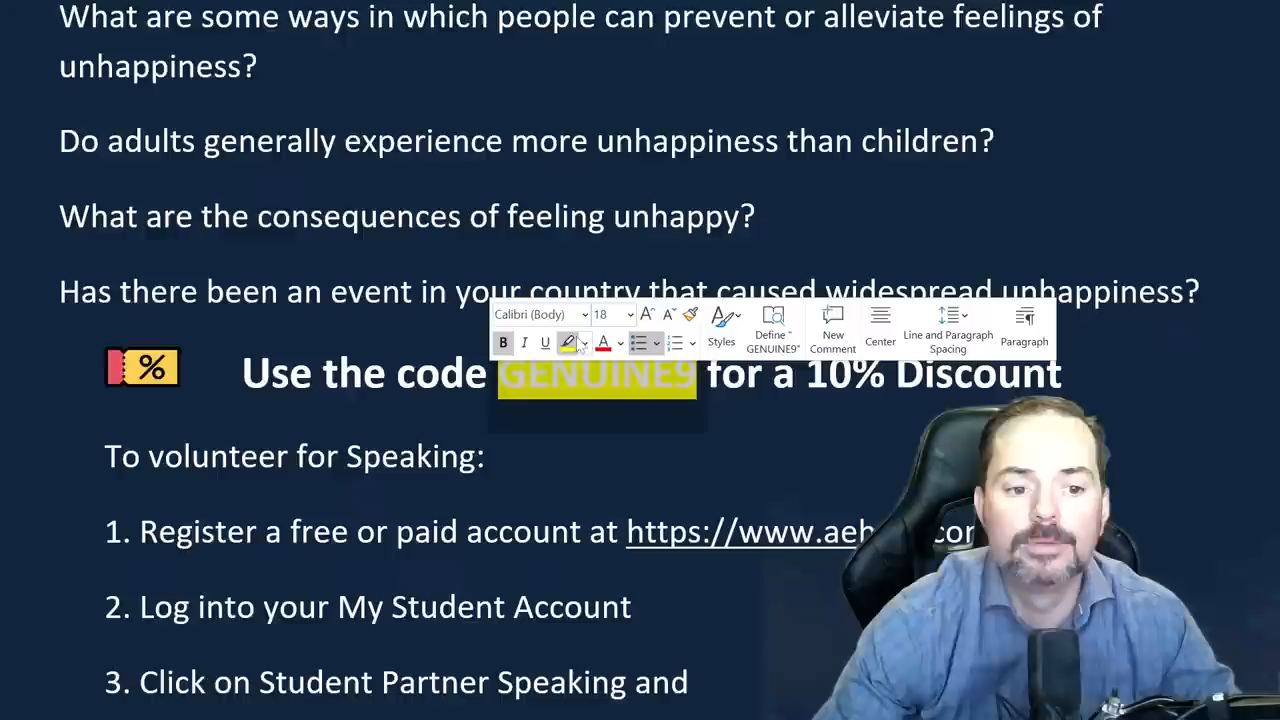 What are some ways in which people can prevent or alleviate feelings of
unhappiness?
Do adults generally experience more unhappiness than children?
What are the consequences of feeling unhappy?
Has there been an event in your country that caused widespread unhappiness?
Calibri (Body) 18
Define "
GENUINE9"
New
Comment
Center
Line and Paragraph
Spacing
Paragraph
Styles
B I U A
% Use the code GENUINE9 for a 10% Discount
To volunteer for Speaking:
1. Register a free or paid account at https://www.aeh
2. Log into your My Student Account
3. Click on Student Partner Speaking and